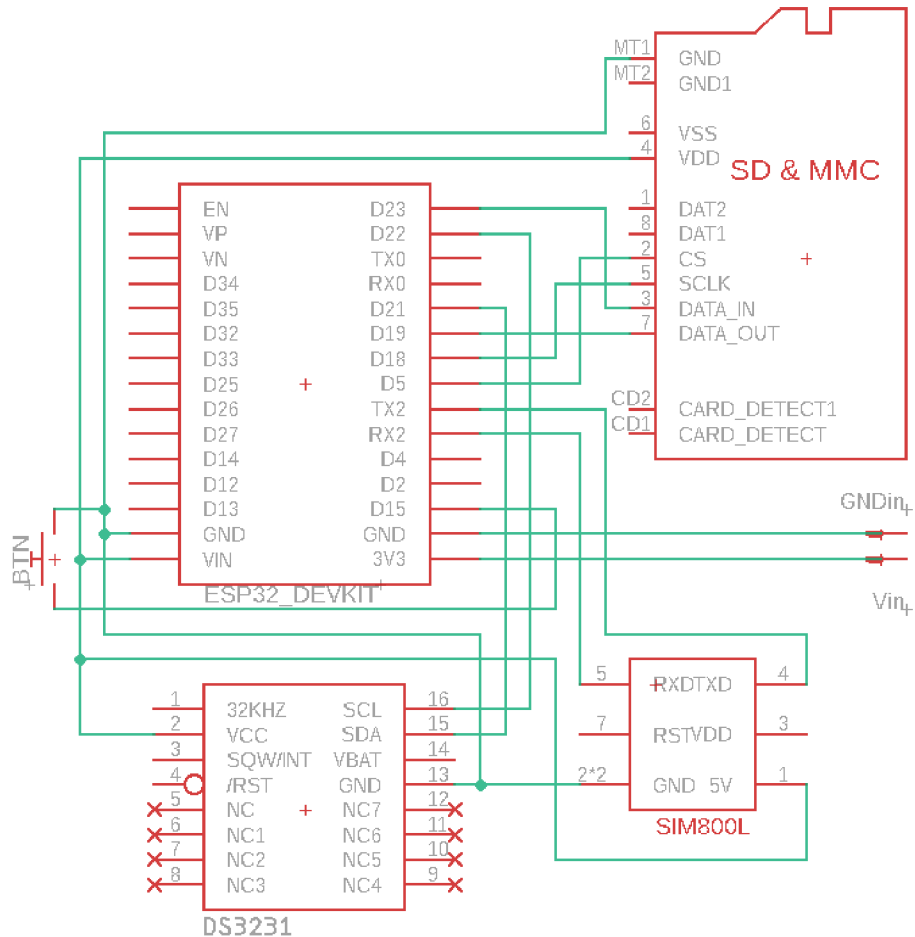 MT1 GND
MT2 GND1
6 VSS
4 VDD
SD & MMC
1 DAT2
8 DAT1
2 CS
5 SCLK
3 DATA_IN
7 DATA_OUT
CD2 CARD_DETECT1
CD1 CARD_DETECT
EN D23
VP D22
VN TX0
D34 RX0
D35 D21
D32 D19
D33 D18
D25 D5
D26 TX2
D27 RX2
D14 D4
D12 D2
D13 D15
GND GND
VIN 3V3
ESP32_DEVKIT
BTN
GNDin
Vin
1 32KHZ SCL 16
2 VCC SDA 15
3 SQW/INT VBAT 14
4 /RST GND 13
5 NC NC7 12
6 NC1 NC6 11
7 NC2 NC5 10
8 NC3 NC4 9
DS3231
5 RXD TXD 4
7 RST VDD 3
2*2 GND 5V 1
SIM800L